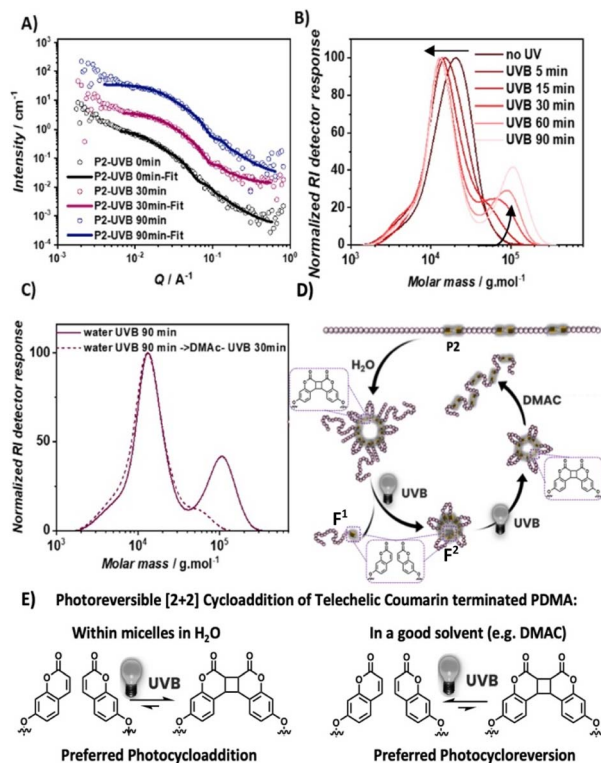 A)
Intensity / cm⁻¹
10³
10²
10¹
10⁰
10⁻¹
10⁻²
10⁻³
10⁻⁴
P2-UVB 0min
P2-UVB 0min-Fit
P2-UVB 30min
P2-UVB 30min-Fit
P2-UVB 90min
P2-UVB 90min-Fit
10⁻³
10⁻²
10⁻¹
10⁰
Q / A⁻¹
B)
Normalized RI detector response
100
80
60
40
20
0
no UV
UVB 5 min
UVB 15 min
UVB 30 min
UVB 60 min
UVB 90 min
10⁴
10⁵
Molar mass / g.mol⁻¹
C)
Normalized RI detector response
100
50
0
water UVB 90 min
water UVB 90 min ->DMAc- UVB 30min
10⁴
10⁵
Molar mass / g.mol⁻¹
D)
P2
H₂O
DMAC
UVB
UVB
F¹
F²
E) Photoreversible [2+2] Cycloaddition of Telechelic Coumarin terminated PDMA:
Within micelles in H₂O
In a good solvent (e.g. DMAC)
UVB
UVB
Preferred Photocycloaddition
Preferred Photocycloreversion